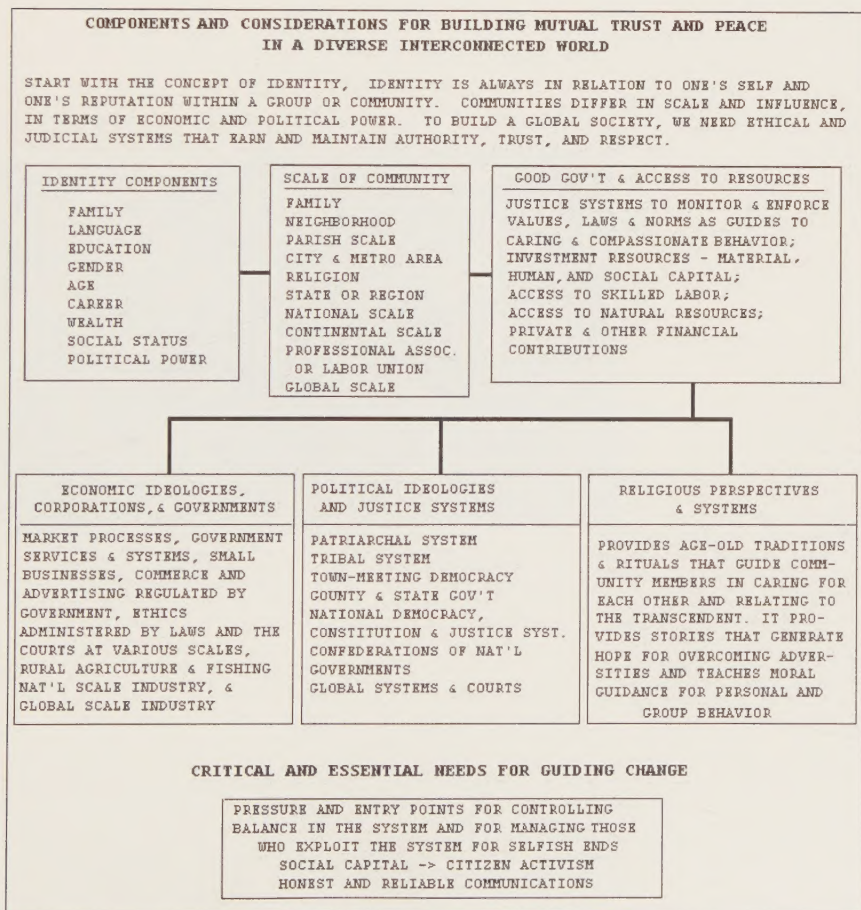 COMPONENTS AND CONSIDERATIONS FOR BUILDING MUTUAL TRUST AND PEACE
IN A DIVERSE INTERCONNECTED WORLD
START WITH THE CONCEPT OF IDENTITY, IDENTITY IS ALWAYS IN RELATION TO ONE'S SELF AND
ONE'S REPUTATION WITHIN A GROUP OR COMMUNITY. COMMUNITIES DIFFER IN SCALE AND INFLUENCE,
IN TERMS OF ECONOMIC AND POLITICAL POWER. TO BUILD A GLOBAL SOCIETY, WE NEED ETHICAL AND
JUDICIAL SYSTEMS THAT EARN AND MAINTAIN AUTHORITY, TRUST, AND RESPECT.
IDENTITY COMPONENTS
FAMILY
LANGUAGE
EDUCATION
GENDER
AGE
CAREER
WEALTH
SOCIAL STATUS
POLITICAL POWER
SCALE OF COMMUNITY
FAMILY
NEIGHBORHOOD
PARISH SCALE
CITY & METRO AREA
RELIGION
STATE OR REGION
NATIONAL SCALE
CONTINENTAL SCALE
PROFESSIONAL ASSOC.
OR LABOR UNION
GLOBAL SCALE
GOOD GOV'T & ACCESS TO RESOURCES
JUSTICE SYSTEMS TO MONITOR & ENFORCE
VALUES, LAWS & NORMS AS GUIDES TO
CARING & COMPASSIONATE BEHAVIOR;
INVESTMENT RESOURCES - MATERIAL,
HUMAN, AND SOCIAL CAPITAL;
ACCESS TO SKILLED LABOR;
ACCESS TO NATURAL RESOURCES;
PRIVATE & OTHER FINANCIAL
CONTRIBUTIONS
ECONOMIC IDEOLOGIES,
CORPORATIONS, & GOVERNMENTS
MARKET PROCESSES, GOVERNMENT
SERVICES & SYSTEMS, SMALL
BUSINESSES, COMMERCE AND
ADVERTISING REGULATED BY
GOVERNMENT, ETHICS
ADMINISTERED BY LAWS AND THE
COURTS AT VARIOUS SCALES,
RURAL AGRICULTURE & FISHING
NAT'L SCALE INDUSTRY, &
GLOBAL SCALE INDUSTRY
POLITICAL IDEOLOGIES
AND JUSTICE SYSTEMS
PATRIARCHAL SYSTEM
TRIBAL SYSTEM
TOWN-MEETING DEMOCRACY
GOUNTY & STATE GOV'T
NATIONAL DEMOCRACY,
CONSTITUTION & JUSTICE SYST.
CONFEDERATIONS OF NAT'L
GOVERNMENTS
GLOBAL SYSTEMS & COURTS
RELIGIOUS PERSPECTIVES
& SYSTEMS
PROVIDES AGE-OLD TRADITIONS
& RITUALS THAT GUIDE COMM-
UNITY MEMBERS IN CARING FOR
EACH OTHER AND RELATING TO
THE TRANSCENDENT. IT PRO-
VIDES STORIES THAT GENERATE
HOPE FOR OVERCOMING ADVER-
SITIES AND TEACHES MORAL
GUIDANCE FOR PERSONAL AND
GROUP BEHAVIOR
CRITICAL AND ESSENTIAL NEEDS FOR GUIDING CHANGE
PRESSURE AND ENTRY POINTS FOR CONTROLLING
BALANCE IN THE SYSTEM AND FOR MANAGING THOSE
WHO EXPLOIT THE SYSTEM FOR SELFISH ENDS
SOCIAL CAPITAL -> CITIZEN ACTIVISM
HONEST AND RELIABLE COMMUNICATIONS